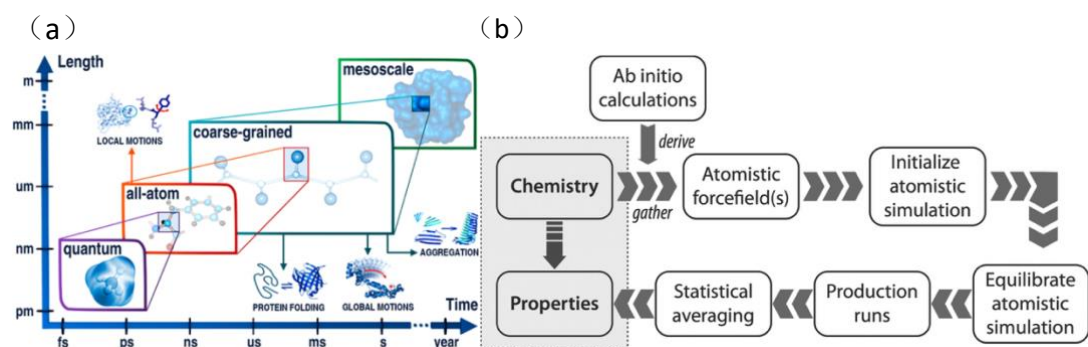 （a）
Length
m
mm
um
nm
pm
mesoscale
LOCAL MOTIONS
coarse-grained
all-atom
quantum
AGGREGATION
PROTEIN FOLDING
GLOBAL MOTIONS
Time
fs
ps
ns
us
ms
s
year
（b）
Ab initio
calculations
derive
Chemistry
gather
Atomistic
forcefield(s)
Initialize
atomistic
simulation
Equilibrate
atomistic
simulation
Production
runs
Statistical
averaging
Properties